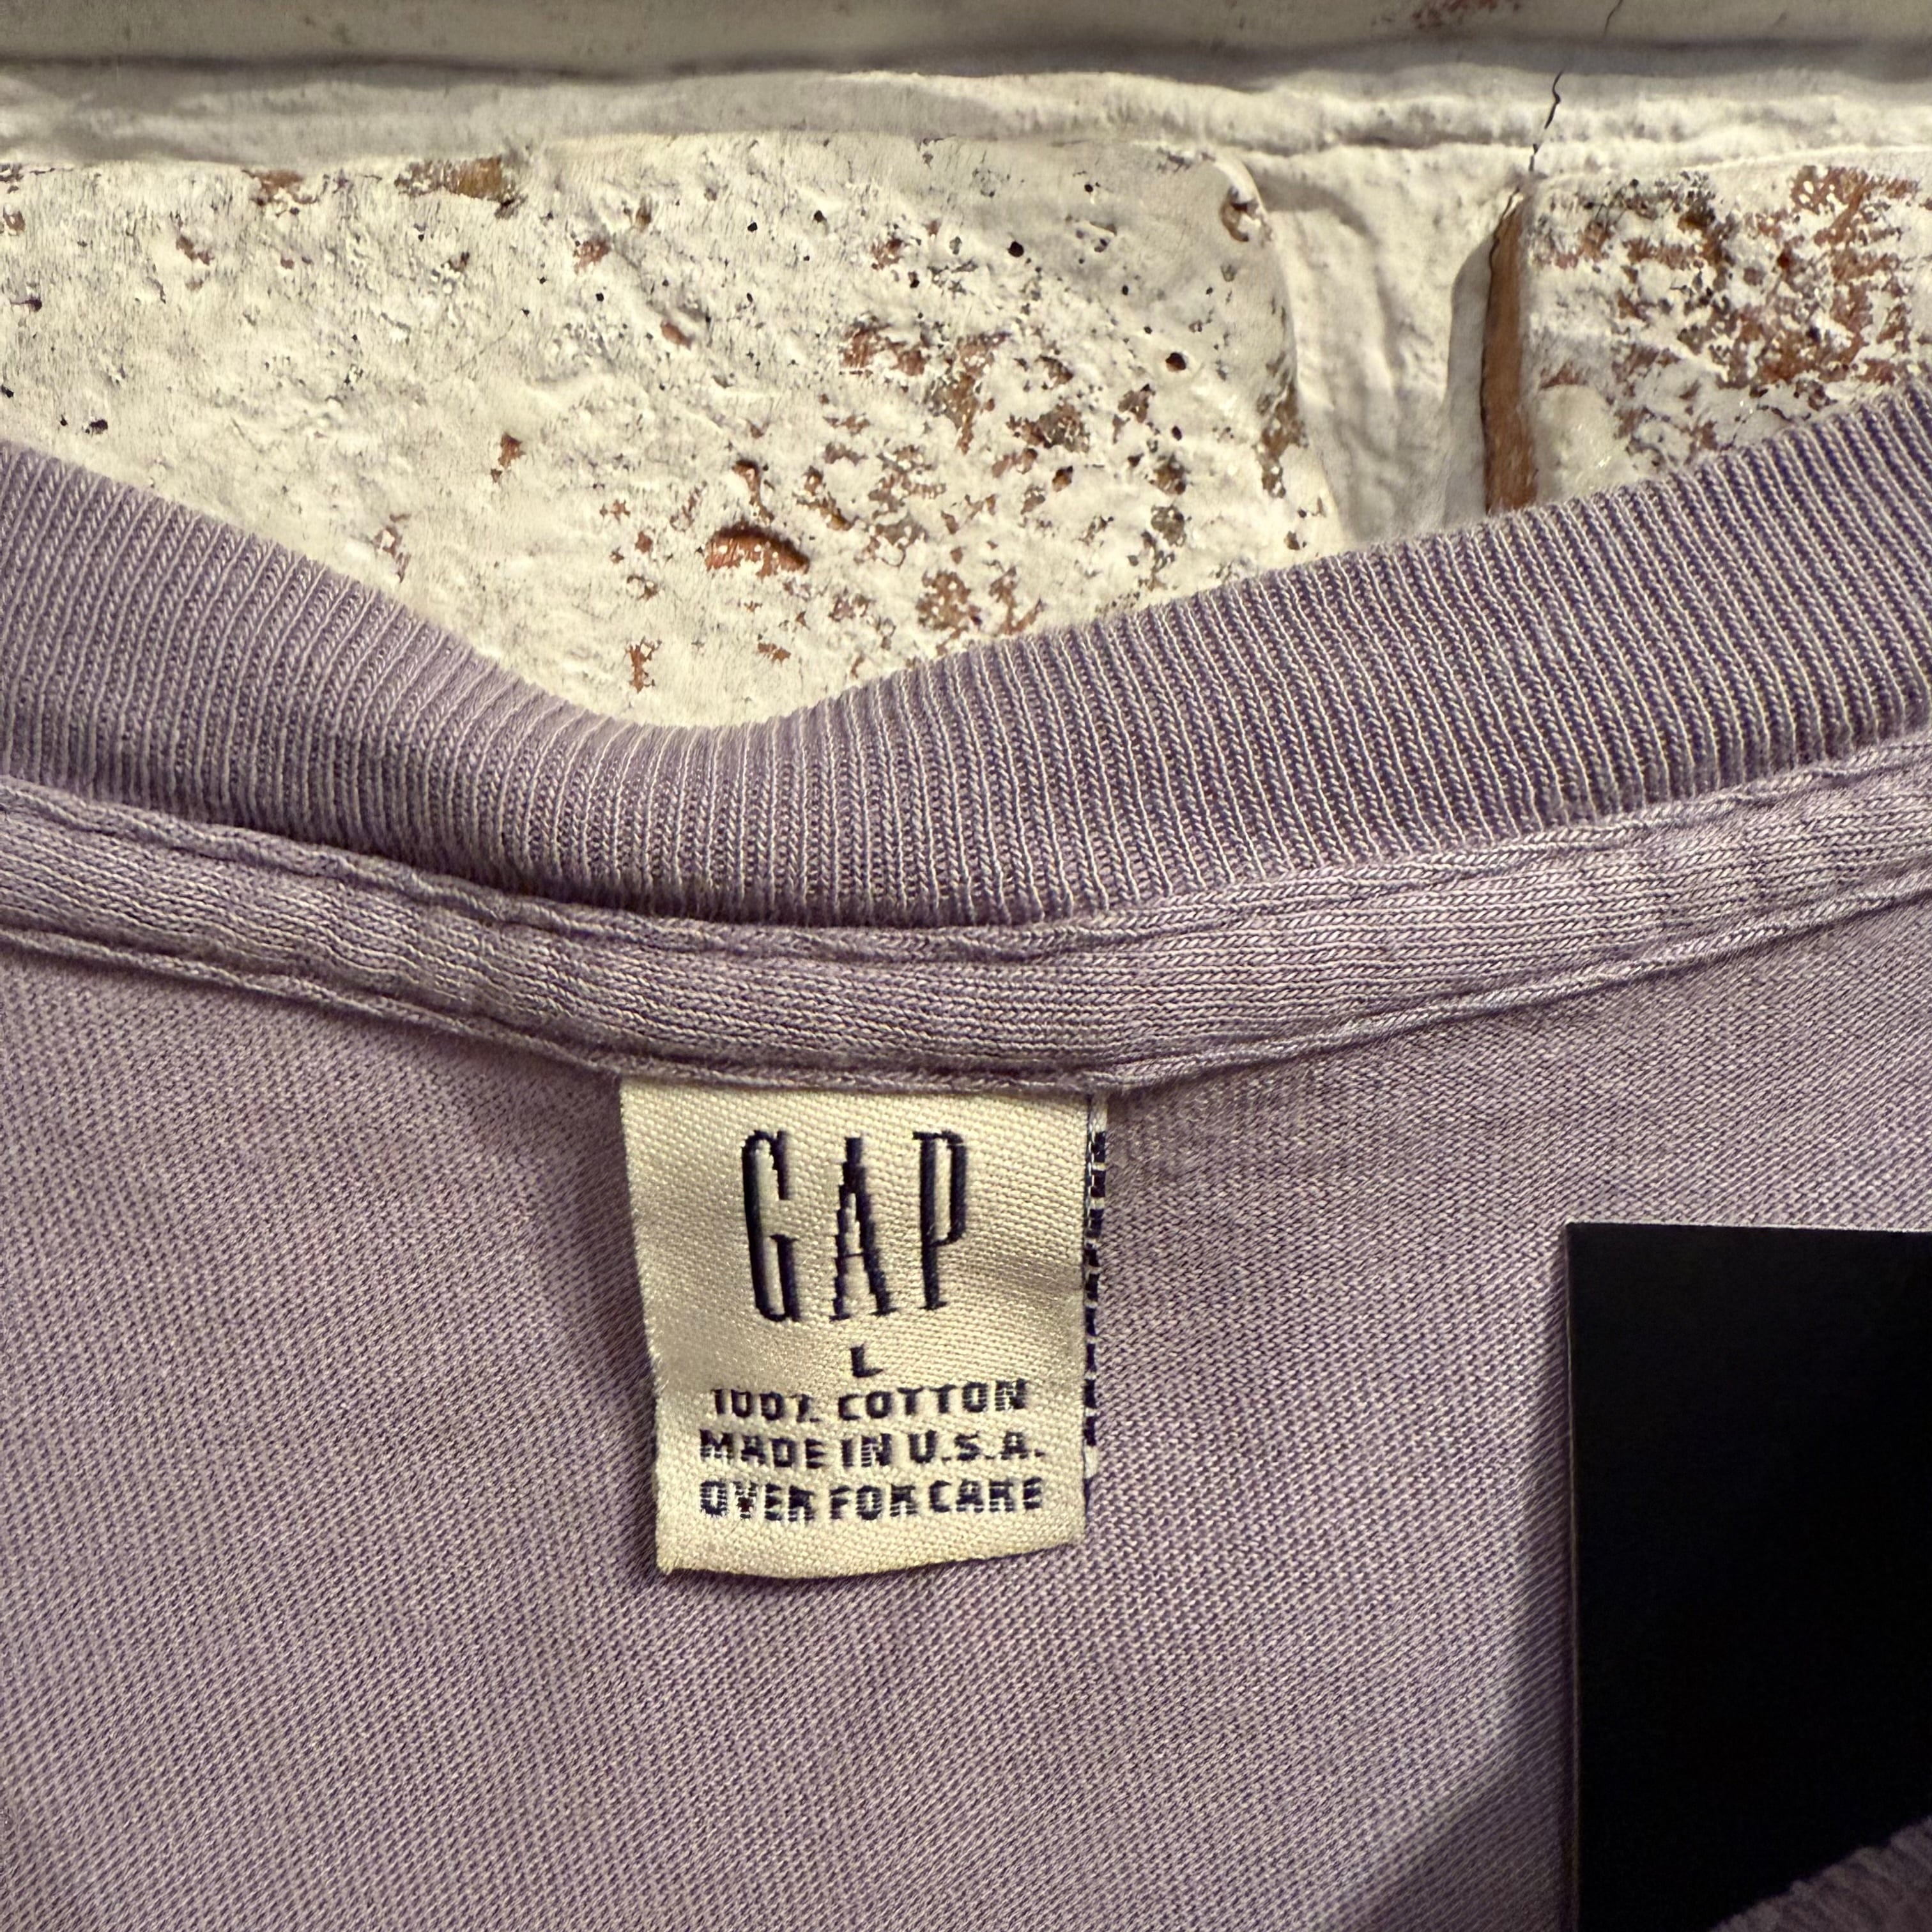 GAP
L
100% COTTON
MADE IN U.S.A.
OVER FOR CARE